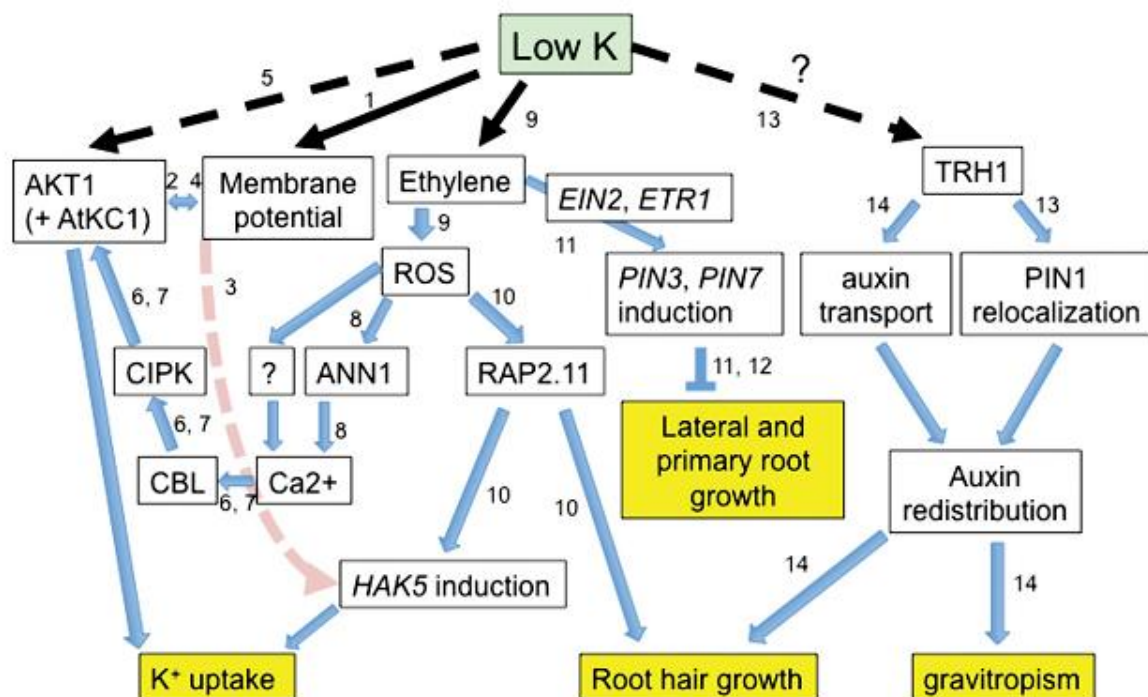 Low K
?
5
1
9
13
AKT1
(+ AtKC1)
2 4
Membrane
potential
Ethylene
EIN2, ETR1
TRH1
14
13
9
11
3
ROS
PIN3, PIN7
induction
auxin
transport
PIN1
relocalization
6, 7
8
10
CIPK
?
ANN1
RAP2.11
11, 12
6, 7
8
Lateral and
primary root
growth
CBL
6, 7
Ca2+
Auxin
redistribution
10
10
HAK5 induction
14
14
K⁺ uptake
Root hair growth
gravitropism